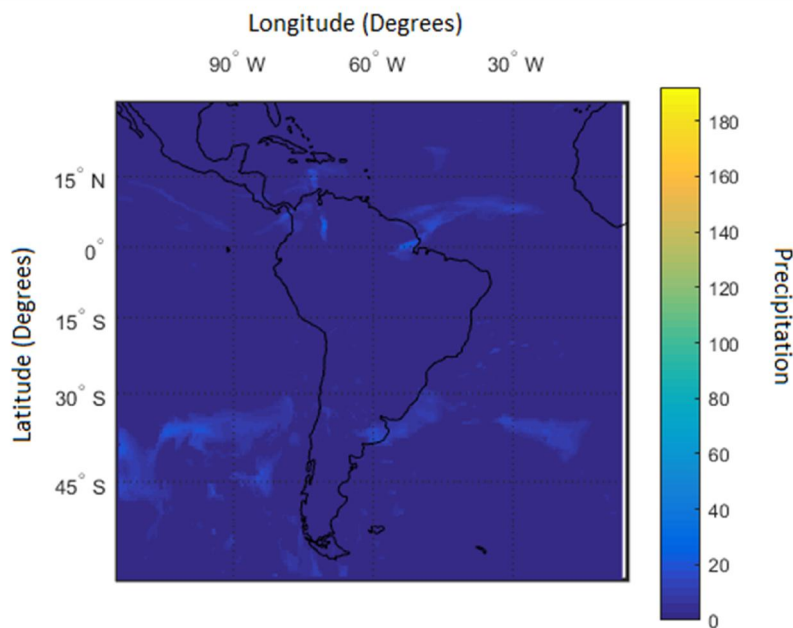 Longitude (Degrees)
90° W 60° W 30° W
15° N
0°
15° S
30° S
45° S
Latitude (Degrees)
180
160
140
120
100
80
60
40
20
0
Precipitation